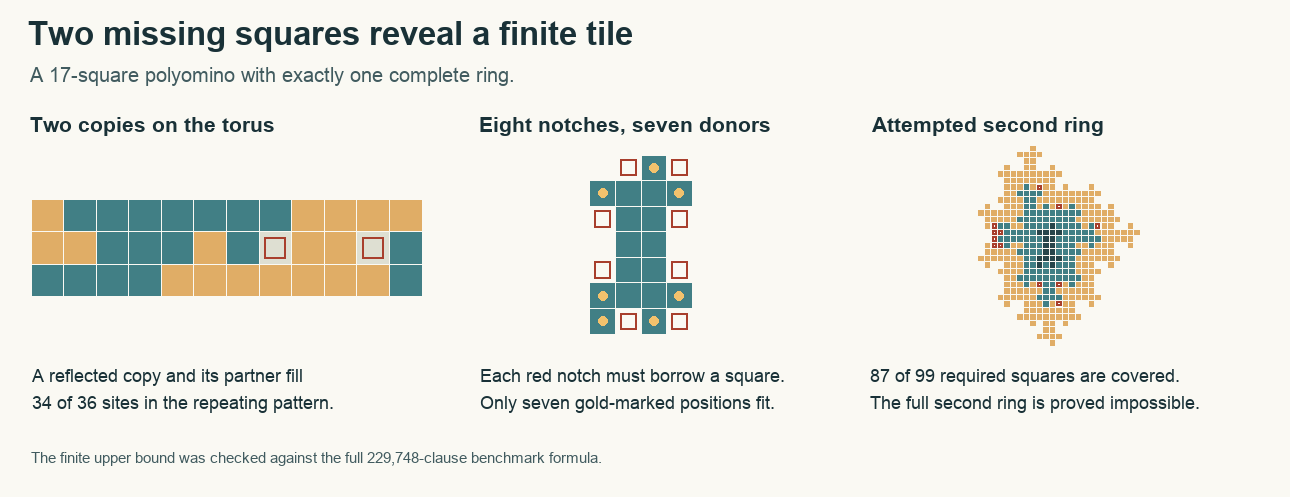 Two missing squares reveal a finite tile
A 17-square polyomino with exactly one complete ring.
Two copies on the torus
Eight notches, seven donors
Attempted second ring
A reflected copy and its partner fill
34 of 36 sites in the repeating pattern.
Each red notch must borrow a square.
Only seven gold-marked positions fit.
87 of 99 required squares are covered.
The full second ring is proved impossible.
The finite upper bound was checked against the full 229,748-clause benchmark formula.